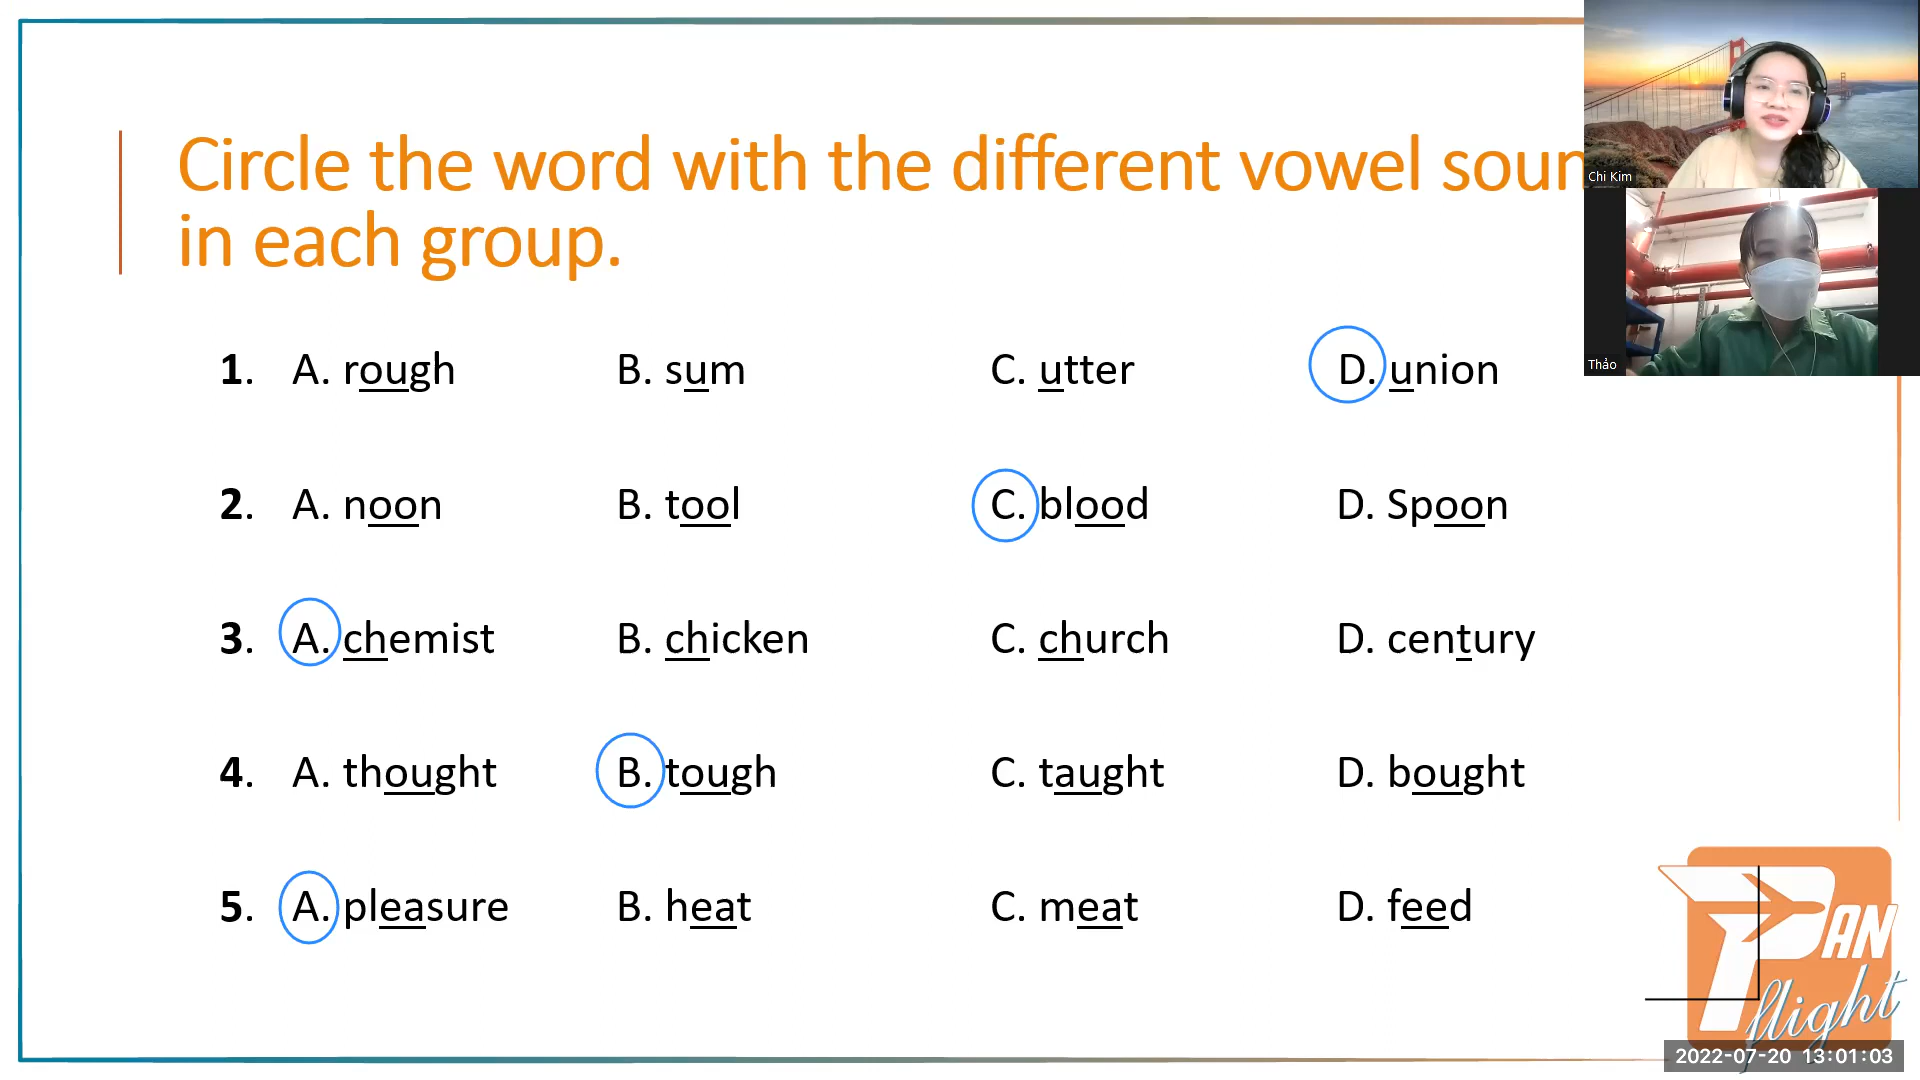 Circle the word with the different vowel soun
in each group.
1. A. rough B. sum C. utter D. union
2. A. noon B. tool C. blood D. Spoon
3. A. chemist B. chicken C. church D. century
4. A. thought B. tough C. taught D. bought
5. A. pleasure B. heat C. meat D. feed
Chi Kim
Thảo
PAN
flight
2022-07-20 13:01:03